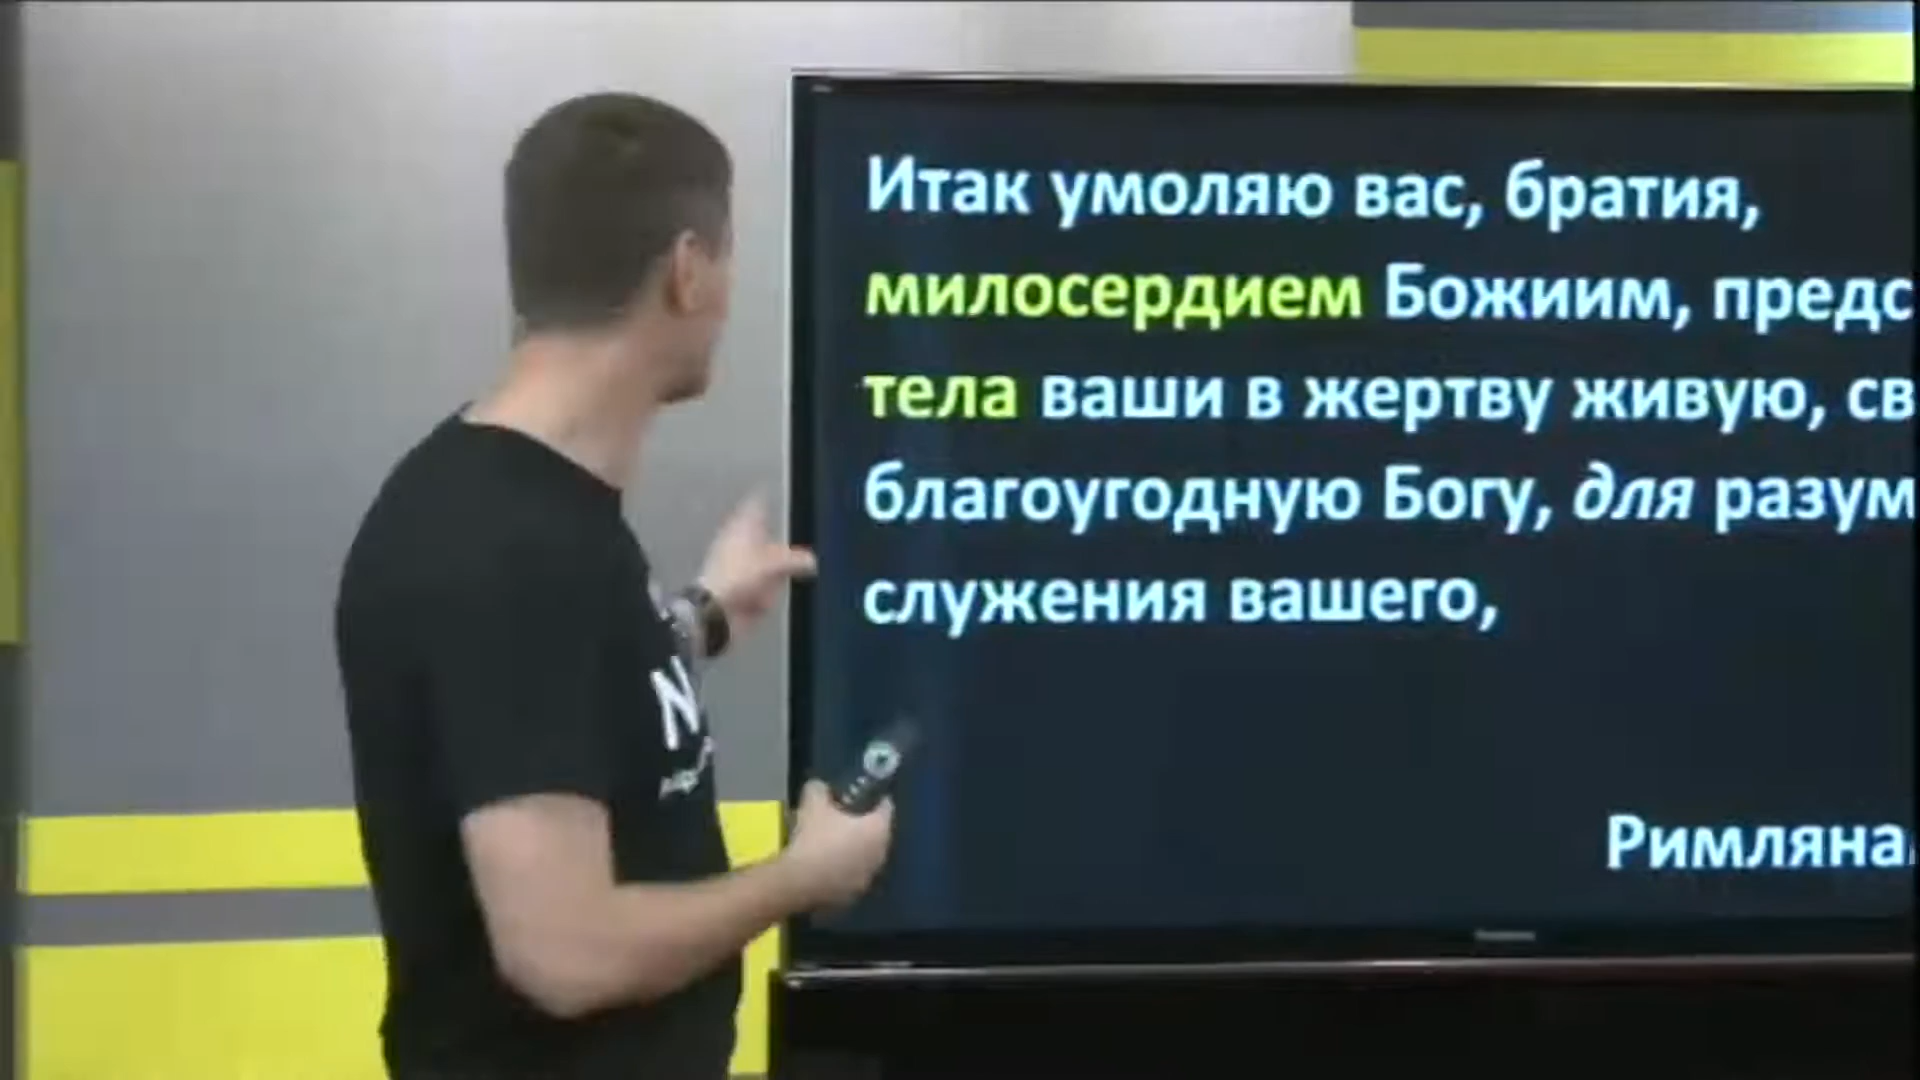 Итак умоляю вас, братия,
милосердием Божиим, предс
тела ваши в жертву живую, св
благоугодную Богу, для разум
служения вашего,
Римляна
N